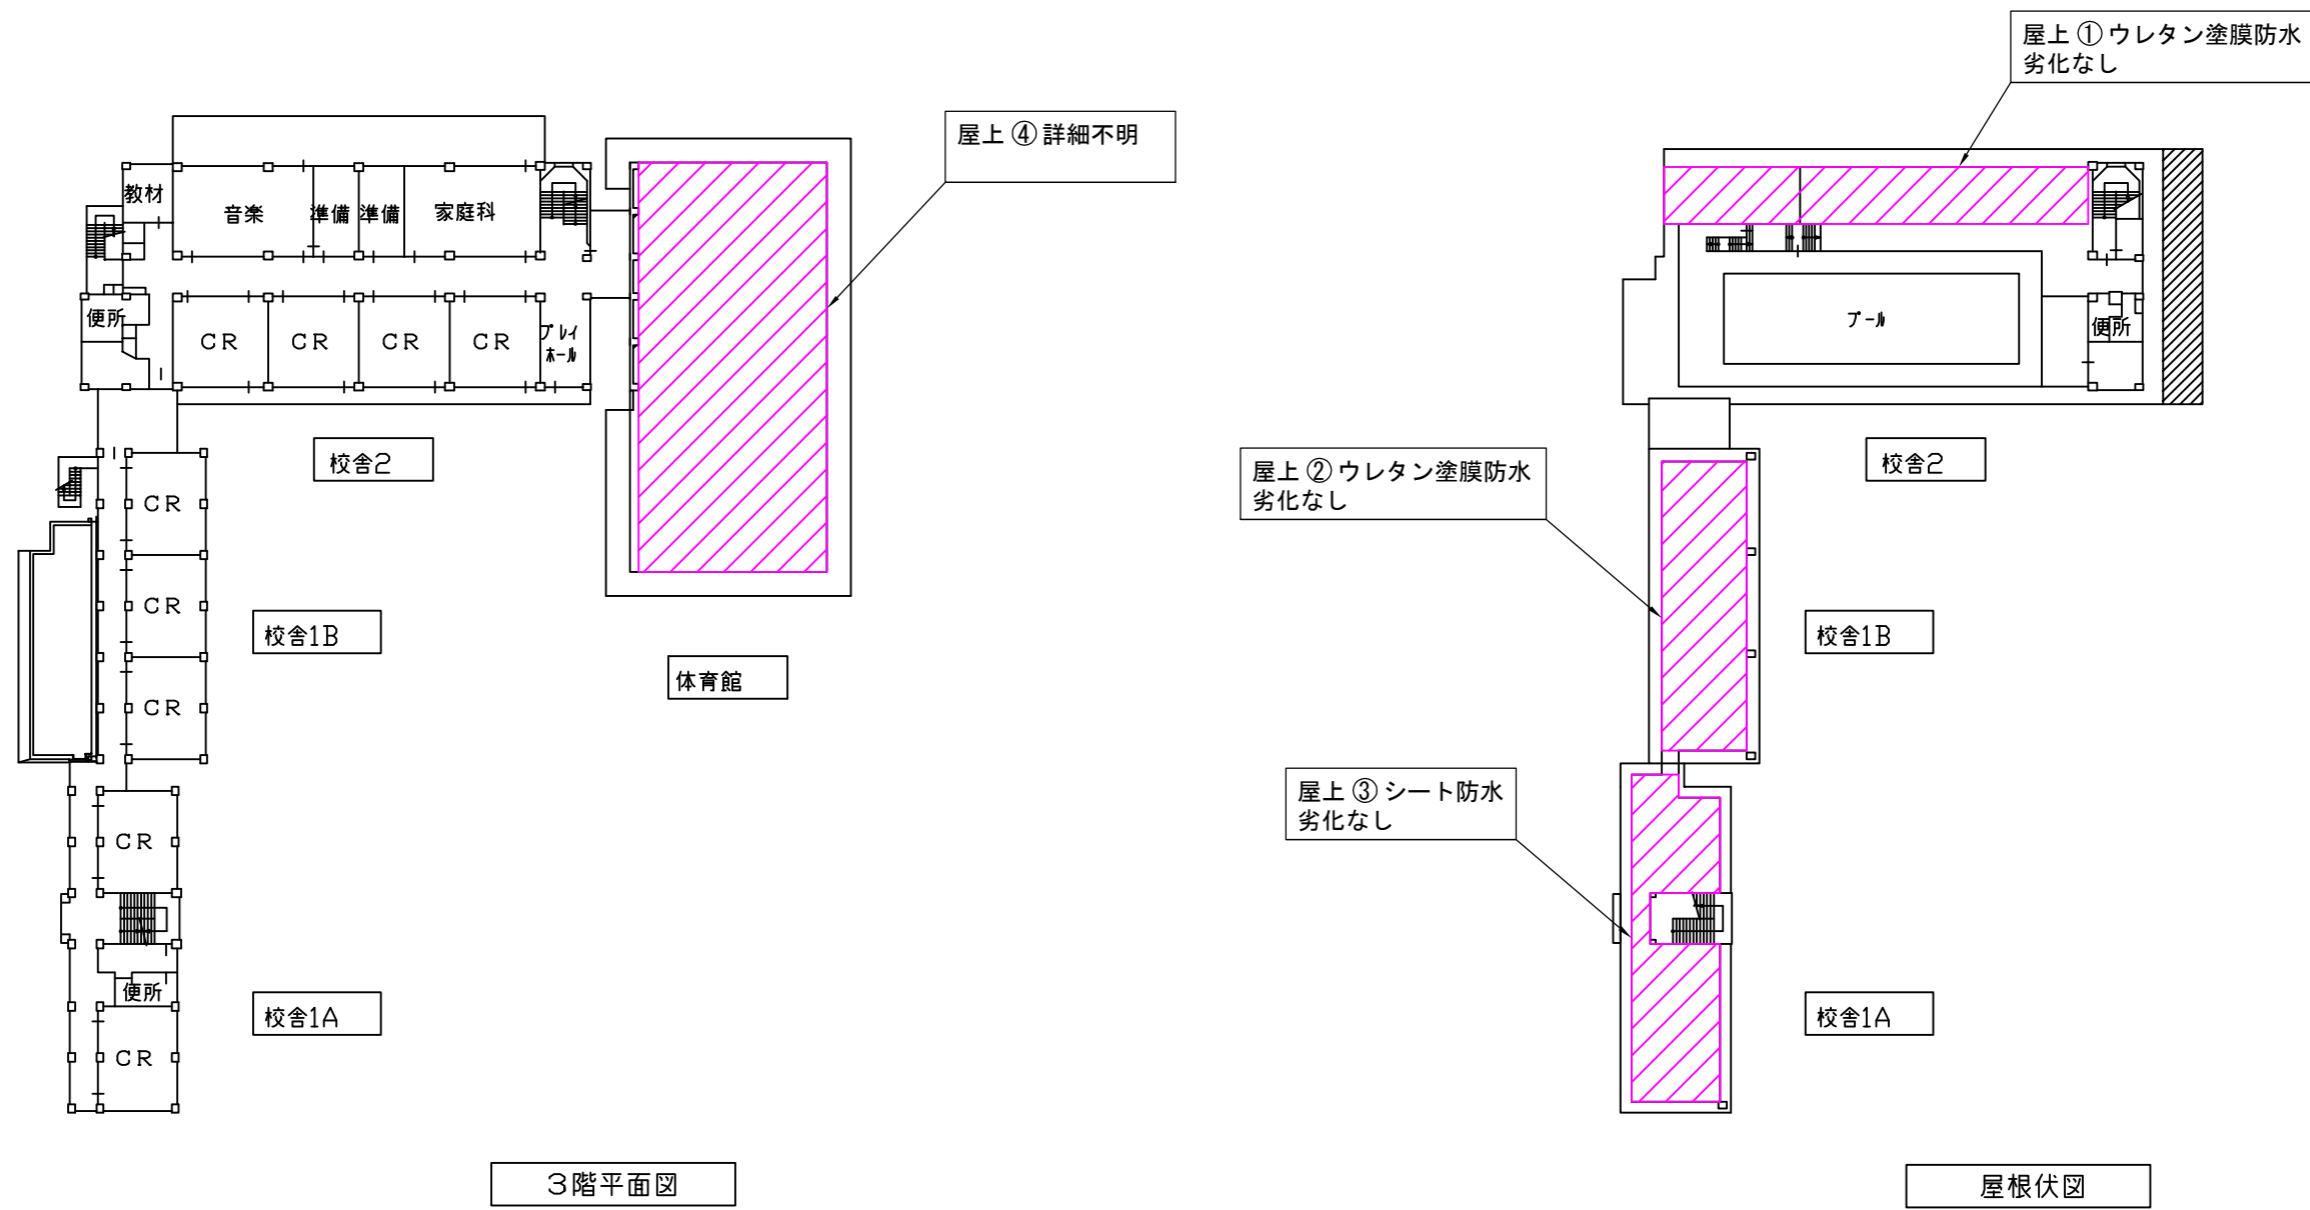 屋上 ① ウレタン塗膜防水
劣化なし
屋上 ④ 詳細不明
教材
音楽
準備
準備
家庭科
便所
CR
CR
CR
CR
プレイ
ホール
プール
便所
校舎2
校舎2
屋上 ② ウレタン塗膜防水
劣化なし
CR
CR
CR
校舎1B
校舎1B
体育館
屋上 ③ シート防水
劣化なし
CR
便所
CR
校舎1A
校舎1A
3階平面図
屋根伏図